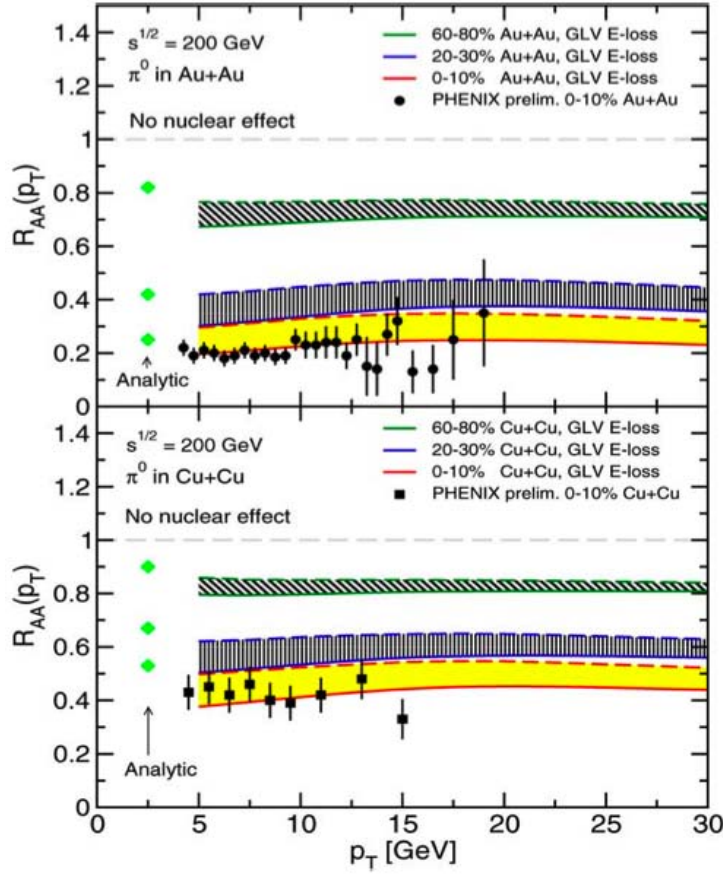 1.4
1.2
1
0.8
0.6
0.4
0.2
0
R_AA(p_T)
s^1/2 = 200 GeV
π^0 in Au+Au
No nuclear effect
60-80% Au+Au, GLV E-loss
20-30% Au+Au, GLV E-loss
0-10% Au+Au, GLV E-loss
PHENIX prelim. 0-10% Au+Au
Analytic
1.4
1.2
1
0.8
0.6
0.4
0.2
0
R_AA(p_T)
s^1/2 = 200 GeV
π^0 in Cu+Cu
No nuclear effect
60-80% Cu+Cu, GLV E-loss
20-30% Cu+Cu, GLV E-loss
0-10% Cu+Cu, GLV E-loss
PHENIX prelim. 0-10% Cu+Cu
Analytic
0 5 10 15 20 25 30
p_T [GeV]